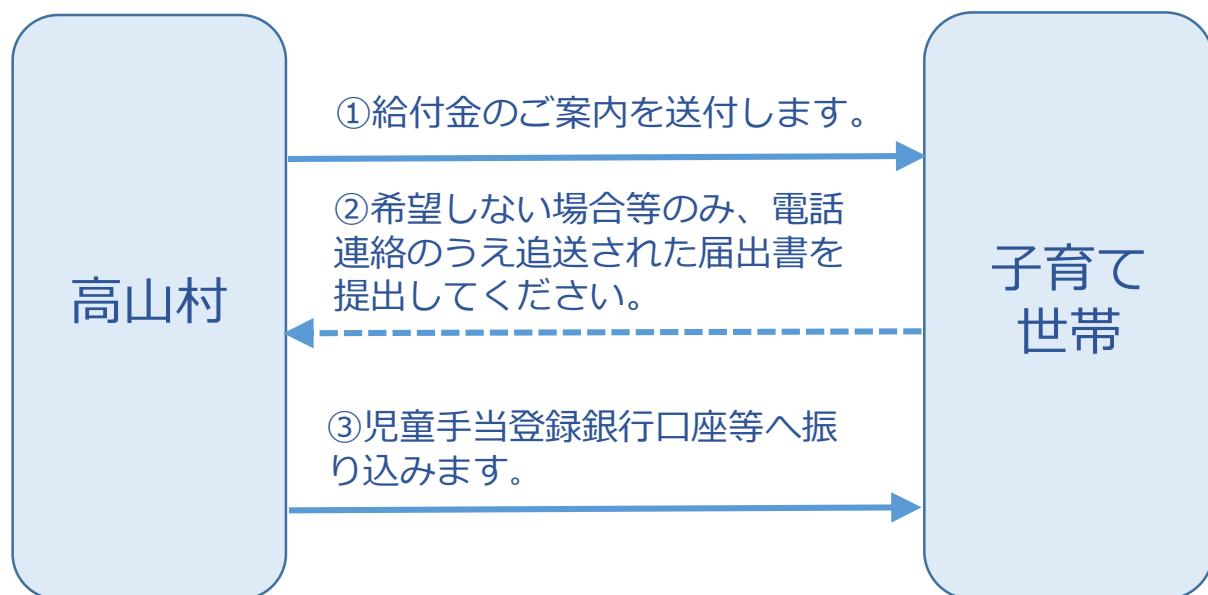 ①給付金のご案内を送付します。
②希望しない場合等のみ、電話
連絡のうえ追送された届出書を
提出してください。
高山村
子育て
世帯
③児童手当登録銀行口座等へ振
り込みます。